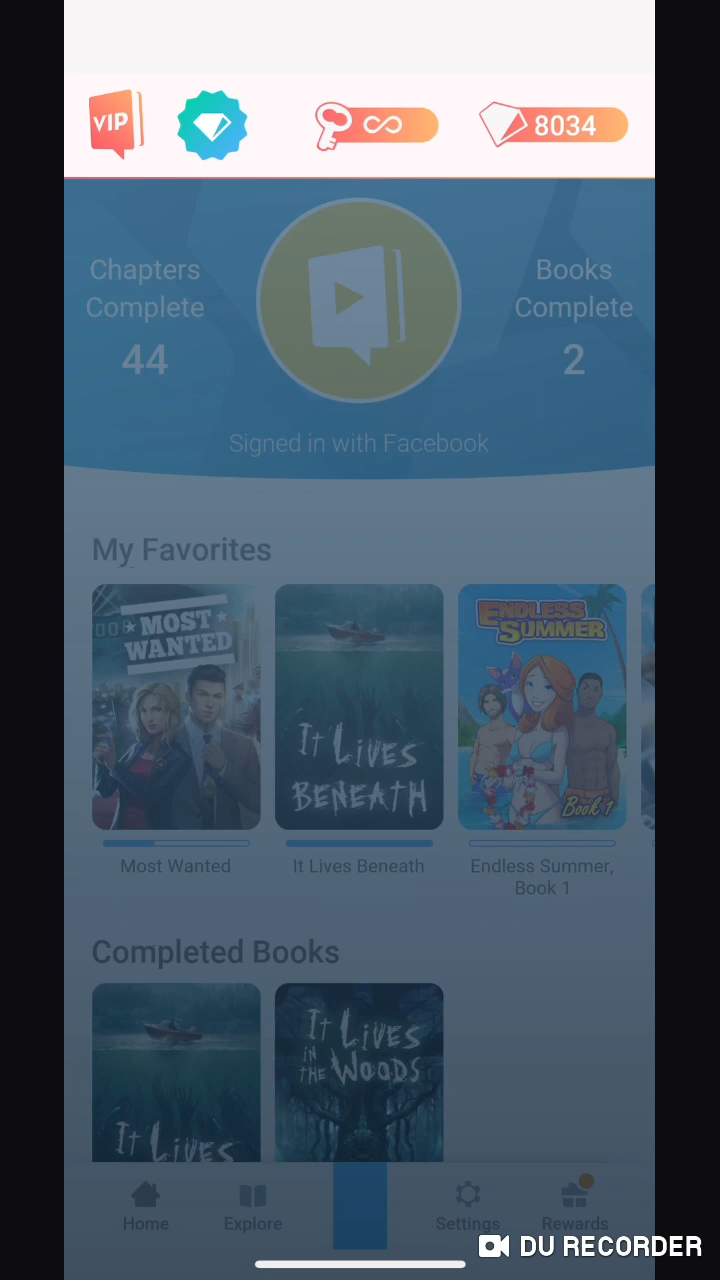 VIP
∞
8034
Chapters
Complete
44
Books
Complete
2
Signed in with Facebook
My Favorites
MOST
WANTED
It Lives
BENEATH
ENDLESS
SUMMER
Book 1
Most Wanted
It Lives Beneath
Endless Summer,
Book 1
Completed Books
It Lives
It Lives
IN
THE WOODS
Home
Explore
Settings
Rewards
DU RECORDER